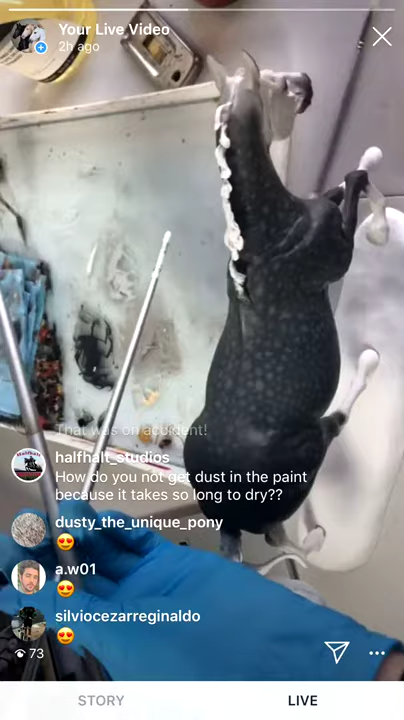 Your Live Video
2h ago
That was on accident!
halfhalt_studios
How do you not get dust in the paint
because it takes so long to dry??
dusty_the_unique_pony
😍
a.w01
😍
silviocezarreginaldo
😍
73
STORY
LIVE